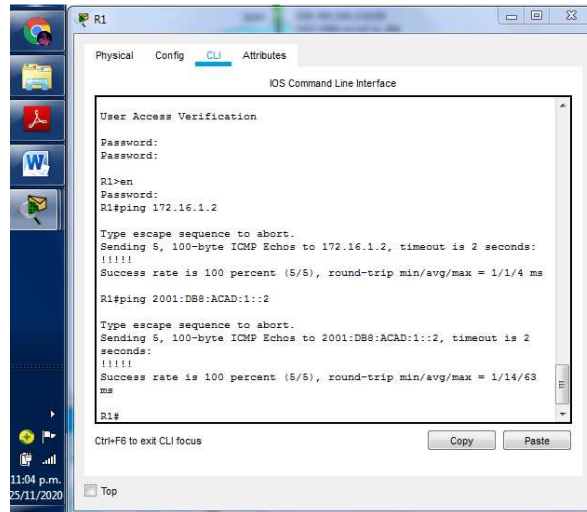 R1
Physical Config CLI Attributes
IOS Command Line Interface
User Access Verification
Password:
Password:
R1>en
Password:
R1#ping 172.16.1.2
Type escape sequence to abort.
Sending 5, 100-byte ICMP Echos to 172.16.1.2, timeout is 2 seconds:
!!!!!
Success rate is 100 percent (5/5), round-trip min/avg/max = 1/1/4 ms
R1#ping 2001:DB8:ACAD:1::2
Type escape sequence to abort.
Sending 5, 100-byte ICMP Echos to 2001:DB8:ACAD:1::2, timeout is 2
seconds:
!!!!!
Success rate is 100 percent (5/5), round-trip min/avg/max = 1/14/63
ms
R1#
Ctrl+F6 to exit CLI focus
Copy Paste
Top
W
11:04 p.m.
25/11/2020